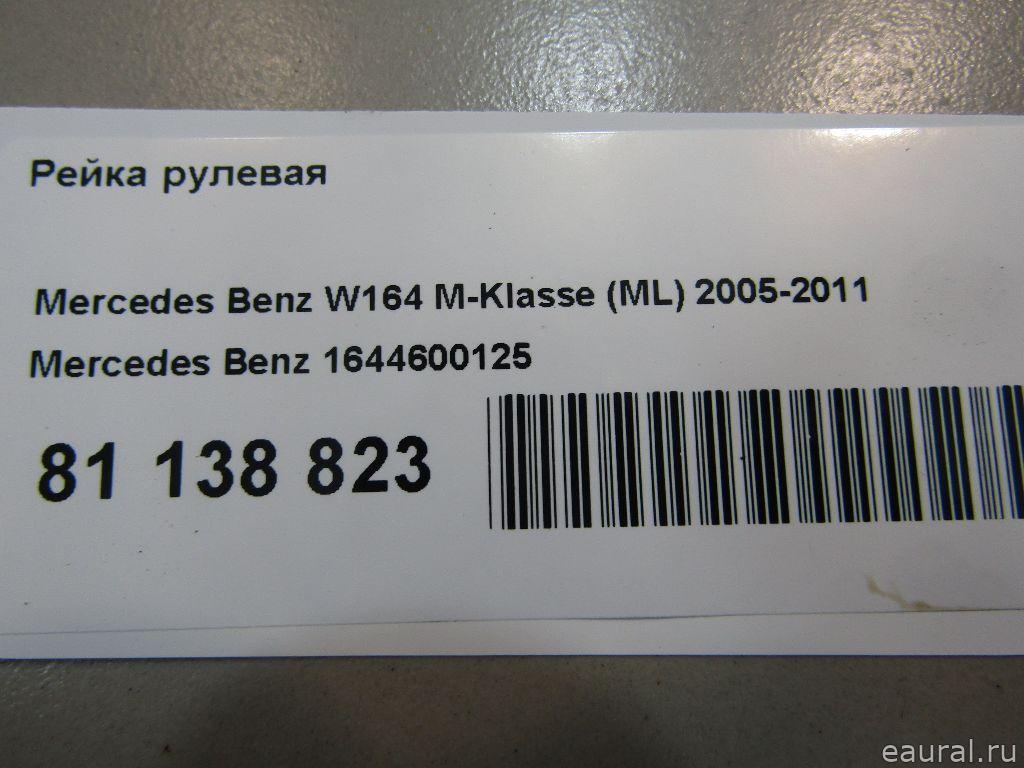 Рейка рулевая
Mercedes Benz W164 M-Klasse (ML) 2005-2011
Mercedes Benz 1644600125
81 138 823
eaural.ru